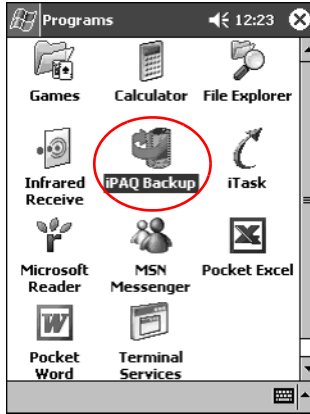 Programs 12:23
Games Calculator File Explorer
Infrared Receive iPAQ Backup iTask
Microsoft Reader MSN Messenger Pocket Excel
Pocket Word Terminal Services